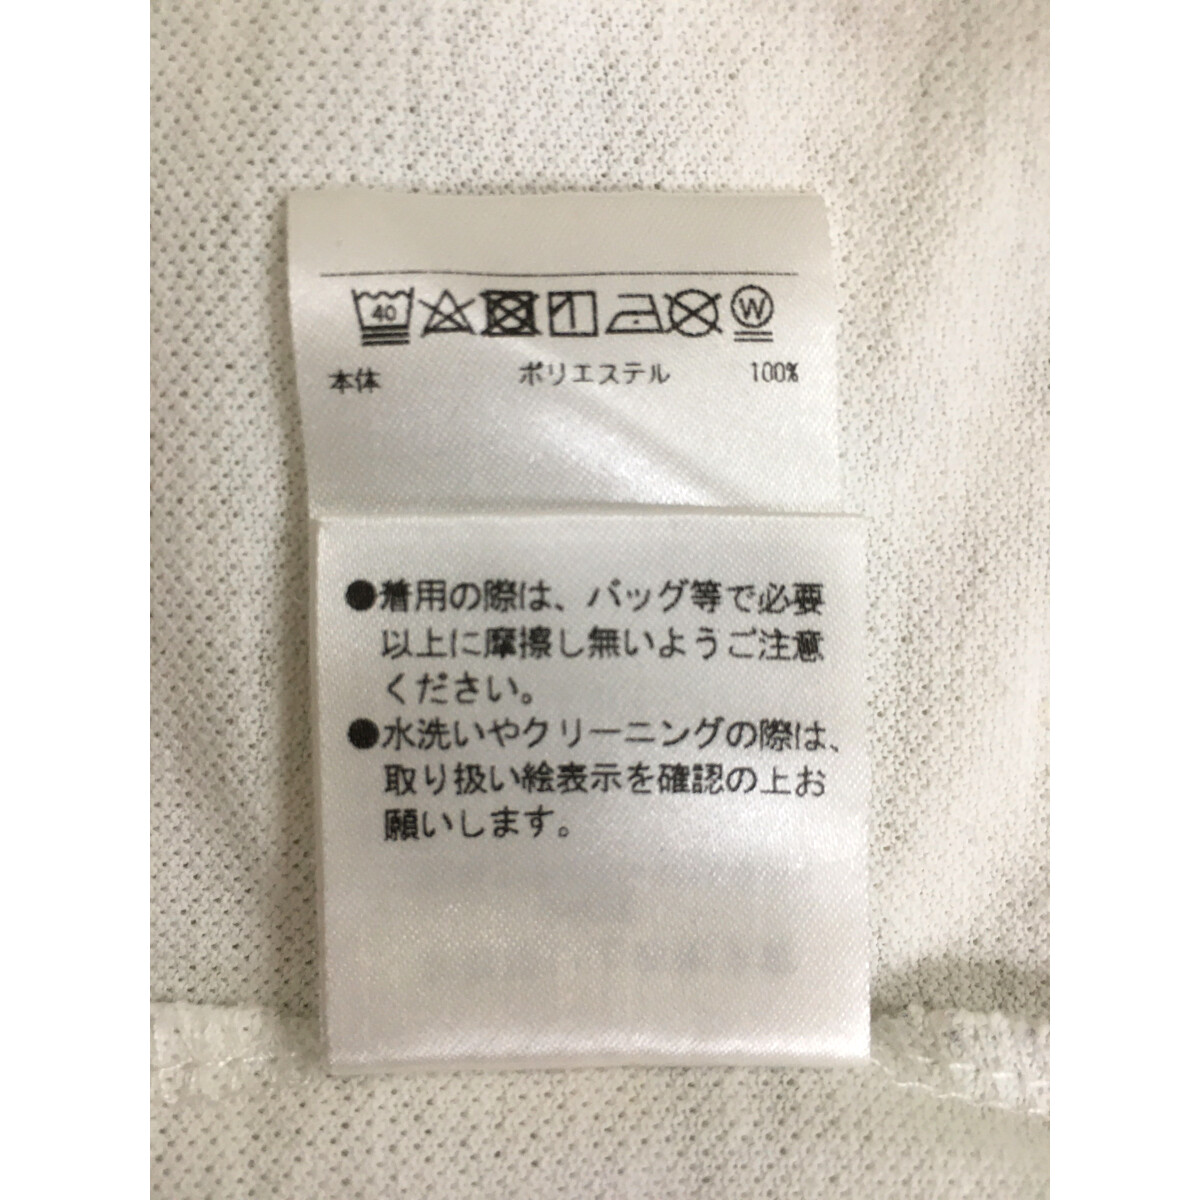 40 W
本体 ポリエステル 100%
●着用の際は、バッグ等で必要
以上に摩擦し無いようご注意
ください。
●水洗いやクリーニングの際は、
取り扱い絵表示を確認の上お
願いします。